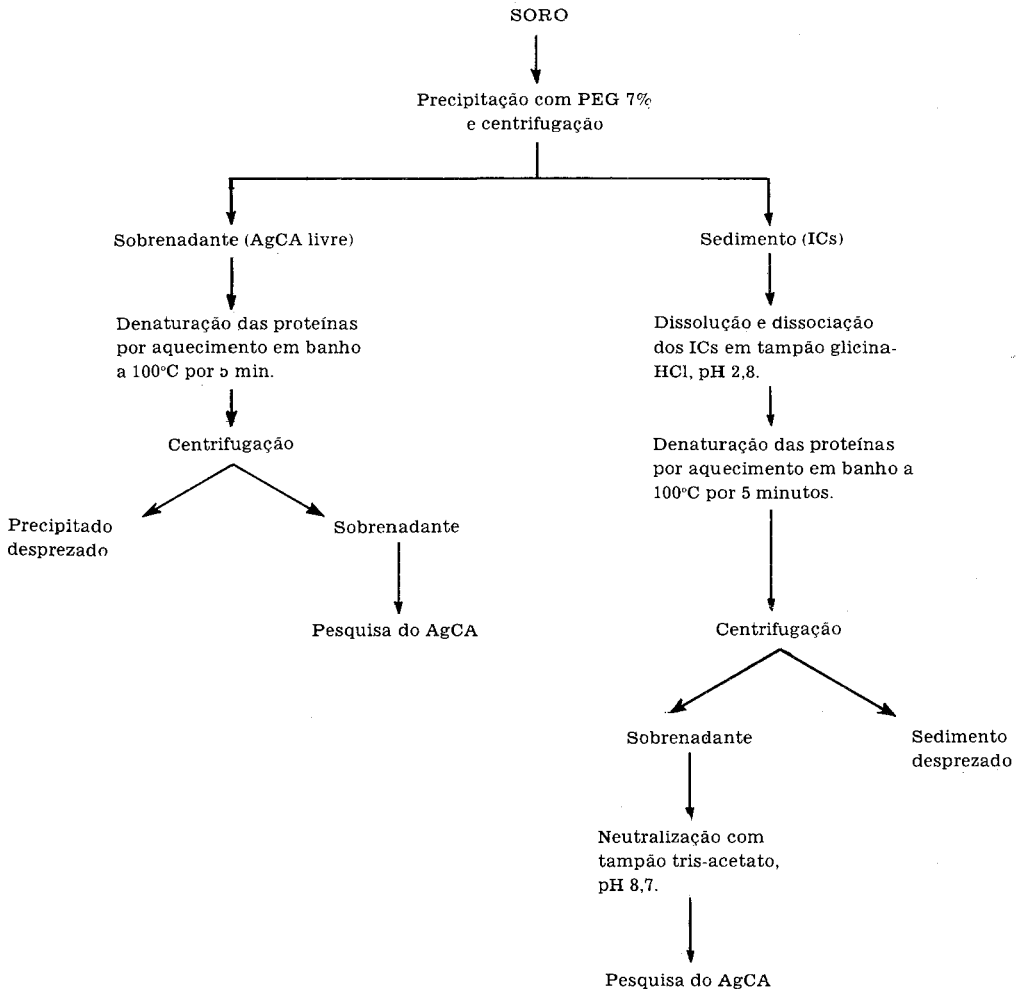 SORO
Precipitação com PEG 7%
e centrifugação
Sobrenadante (AgCA livre)
Denaturação das proteínas
por aquecimento em banho
a 100°C por 5 min.
Centrifugação
Precipitado
desprezado
Sobrenadante
Pesquisa do AgCA
Sedimento (ICs)
Dissolução e dissociação
dos ICs em tampão glicina-
HCl, pH 2,8.
Denaturação das proteínas
por aquecimento em banho a
100°C por 5 minutos.
Centrifugação
Sobrenadante
Sedimento
desprezado
Neutralização com
tampão tris-acetato,
pH 8,7.
Pesquisa do AgCA